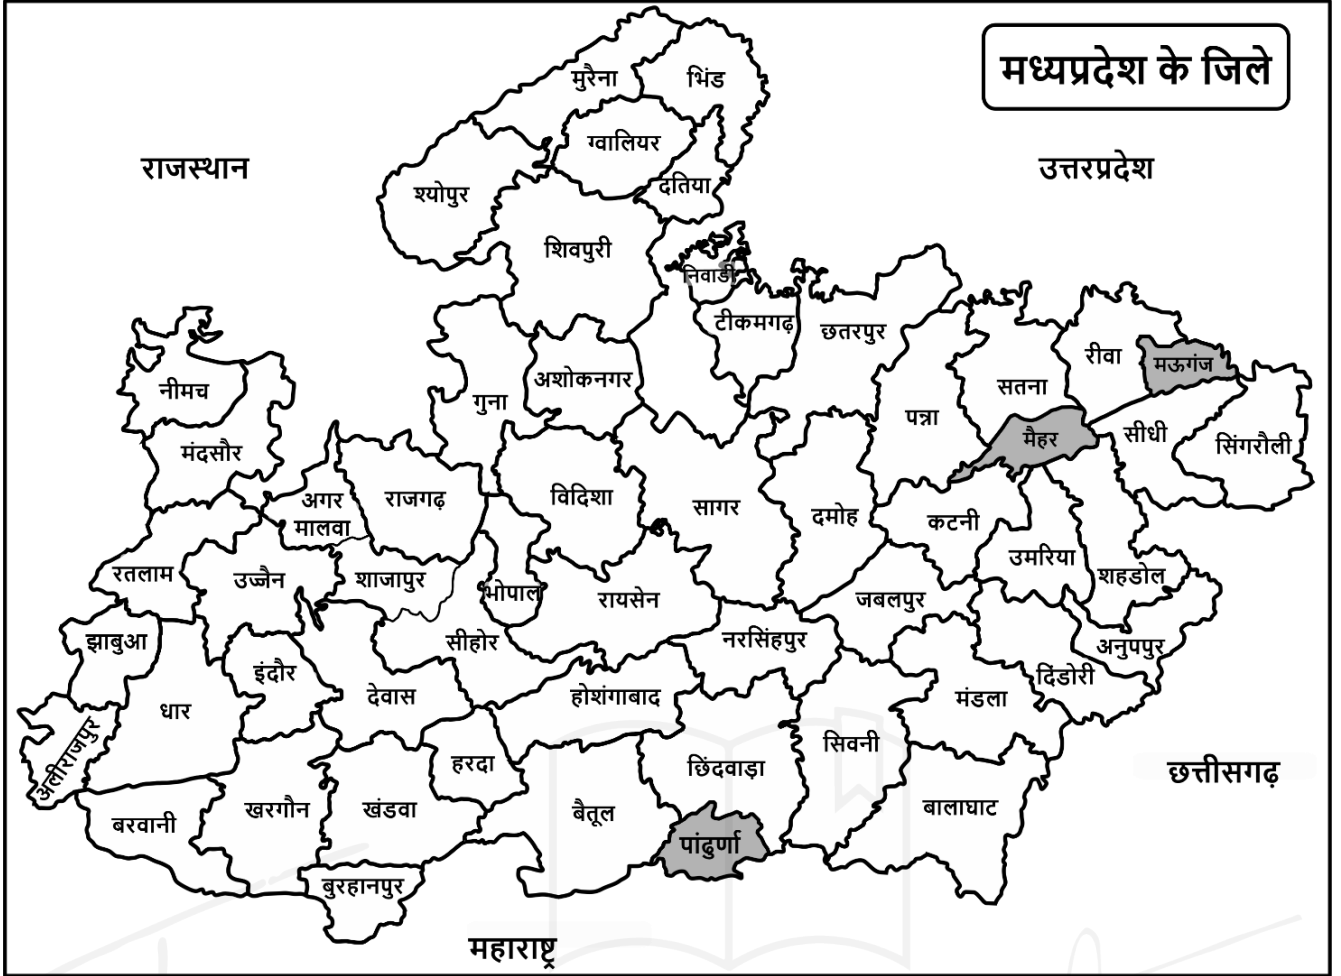 मध्यप्रदेश के जिले
मुरैना
भिंड
ग्वालियर
राजस्थान
उत्तरप्रदेश
श्योपुर
दतिया
शिवपुरी
निवाडी
टीकमगढ़
छतरपुर
रीवा
मऊगंज
नीमच
अशोकनगर
गुना
सतना
पन्ना
मैहर
सीधी
सिंगरौली
मंदसौर
अगर
मालवा
राजगढ़
विदिशा
सागर
दमोह
कटनी
उमरिया
शहडोल
रतलाम
उज्जैन
शाजापुर
भोपाल
रायसेन
जबलपुर
झाबुआ
इंदौर
सीहोर
नरसिंहपुर
अनुपपुर
दिंडोरी
धार
देवास
होशंगाबाद
मंडला
अलीराजपुर
हरदा
छिंदवाड़ा
सिवनी
छत्तीसगढ़
बरवानी
खरगौन
खंडवा
बैतूल
बालाघाट
पांढुर्णा
बुरहानपुर
महाराष्ट्र